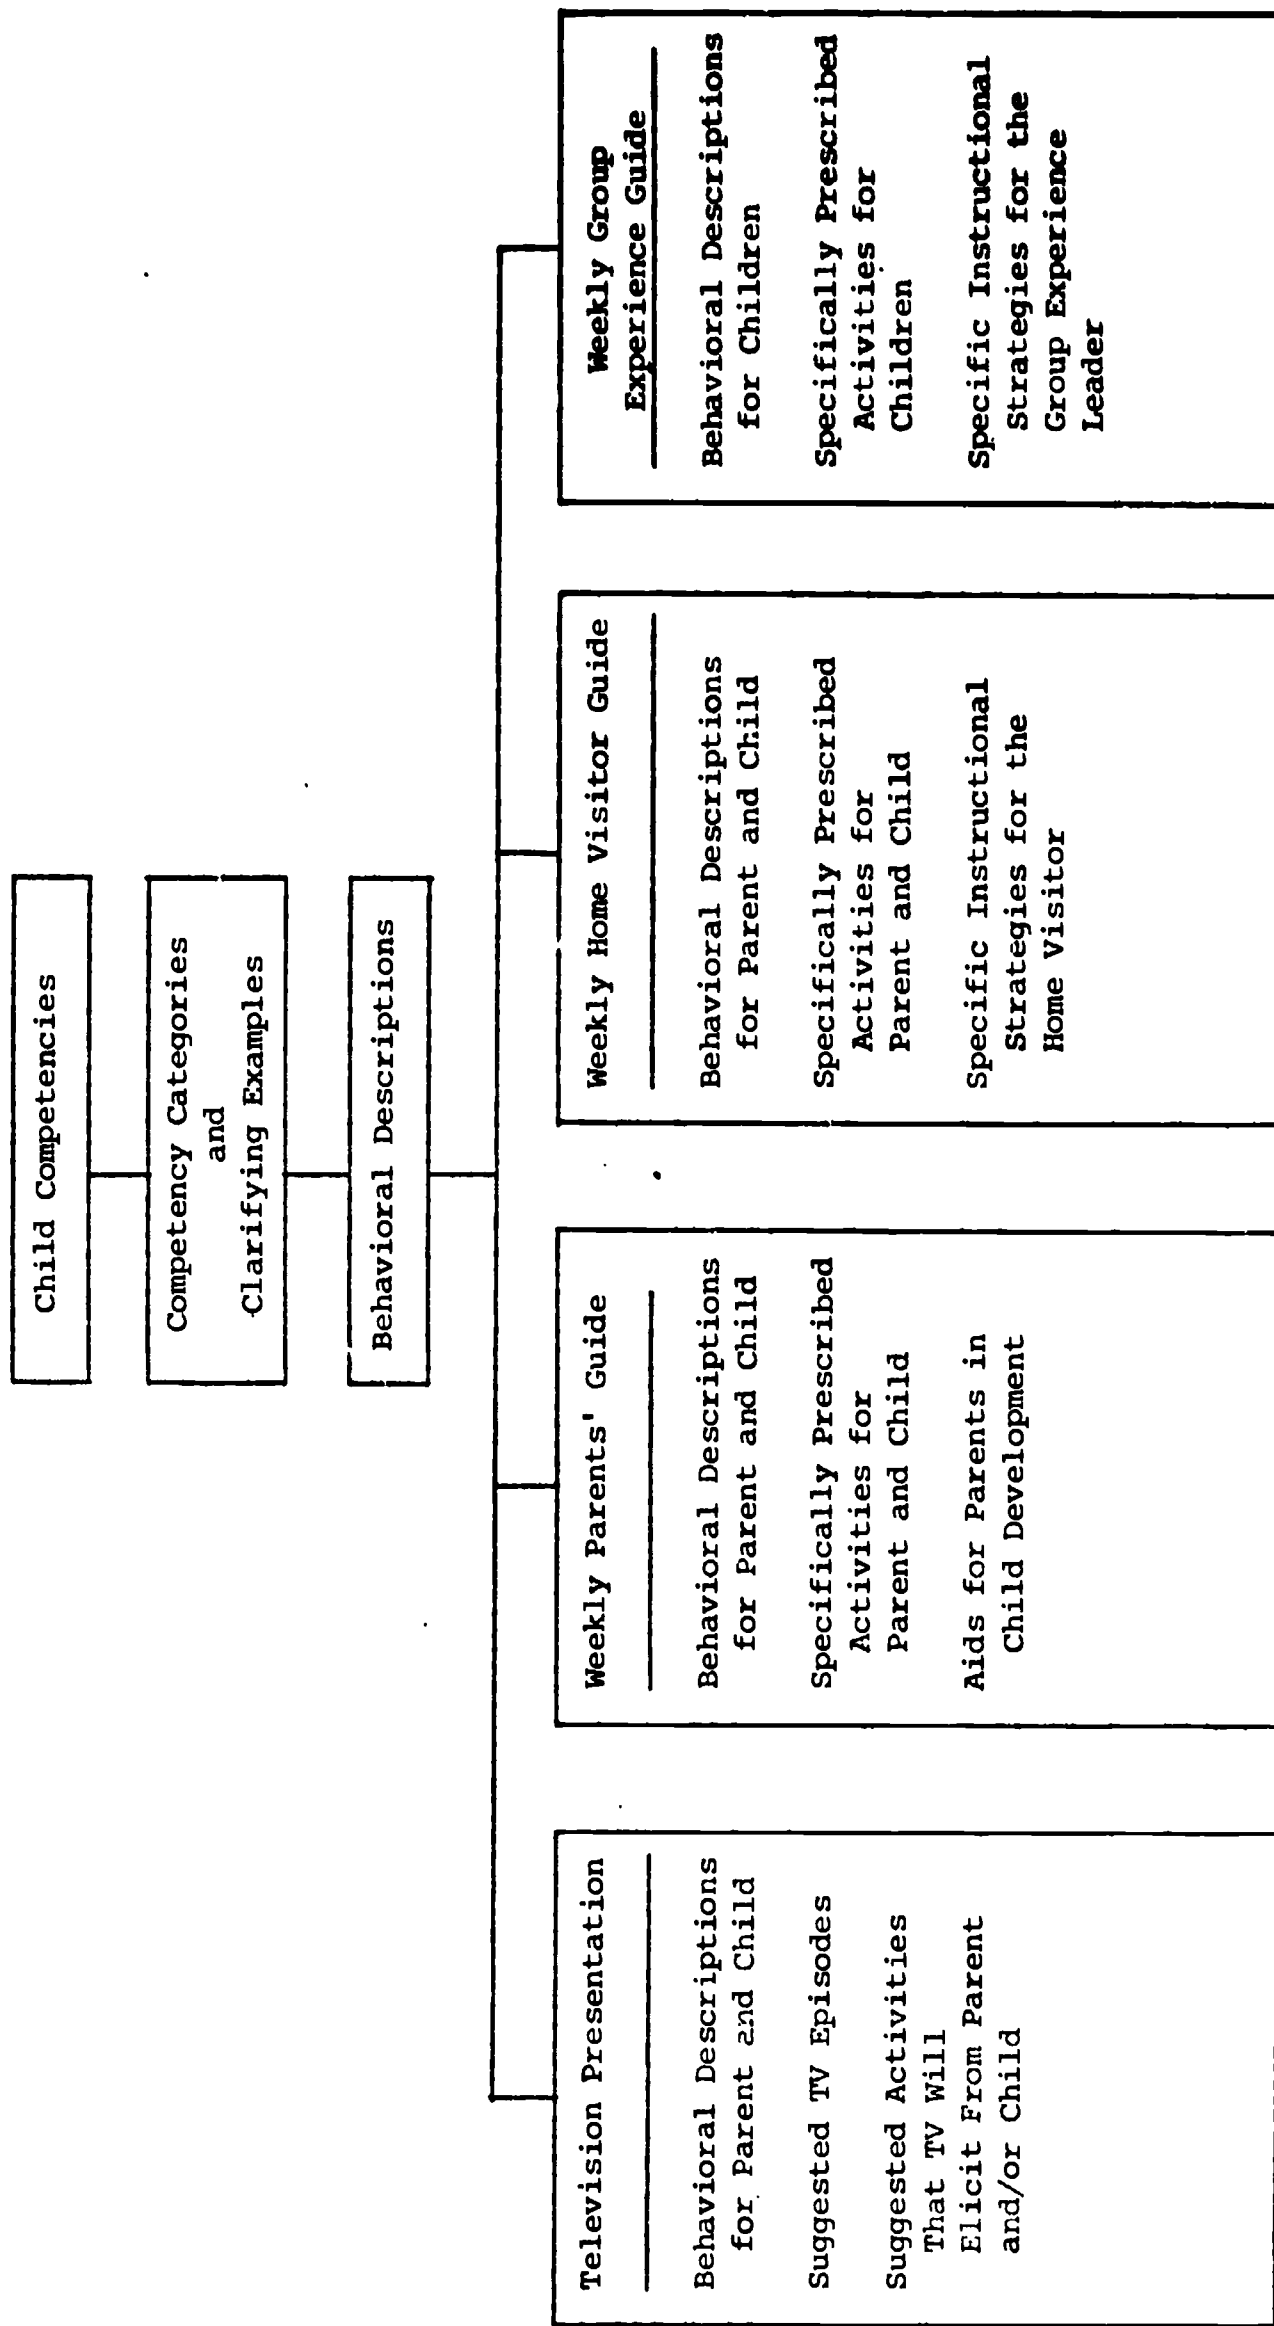 Child Competencies
Competency Categories
and
Clarifying Examples
Behavioral Descriptions
Television Presentation
Behavioral Descriptions
for Parent and Child
Suggested TV Episodes
Suggested Activities
That TV Will
Elicit From Parent
and/or Child
Weekly Parents' Guide
Behavioral Descriptions
for Parent and Child
Specifically Prescribed
Activities for
Parent and Child
Aids for Parents in
Child Development
Weekly Home Visitor Guide
Behavioral Descriptions
for Parent and Child
Specifically Prescribed
Activities for
Parent and Child
Specific Instructional
Strategies for the
Home Visitor
Weekly Group
Experience Guide
Behavioral Descriptions
for Children
Specifically Prescribed
Activities for
Children
Specific Instructional
Strategies for the
Group Experience
Leader